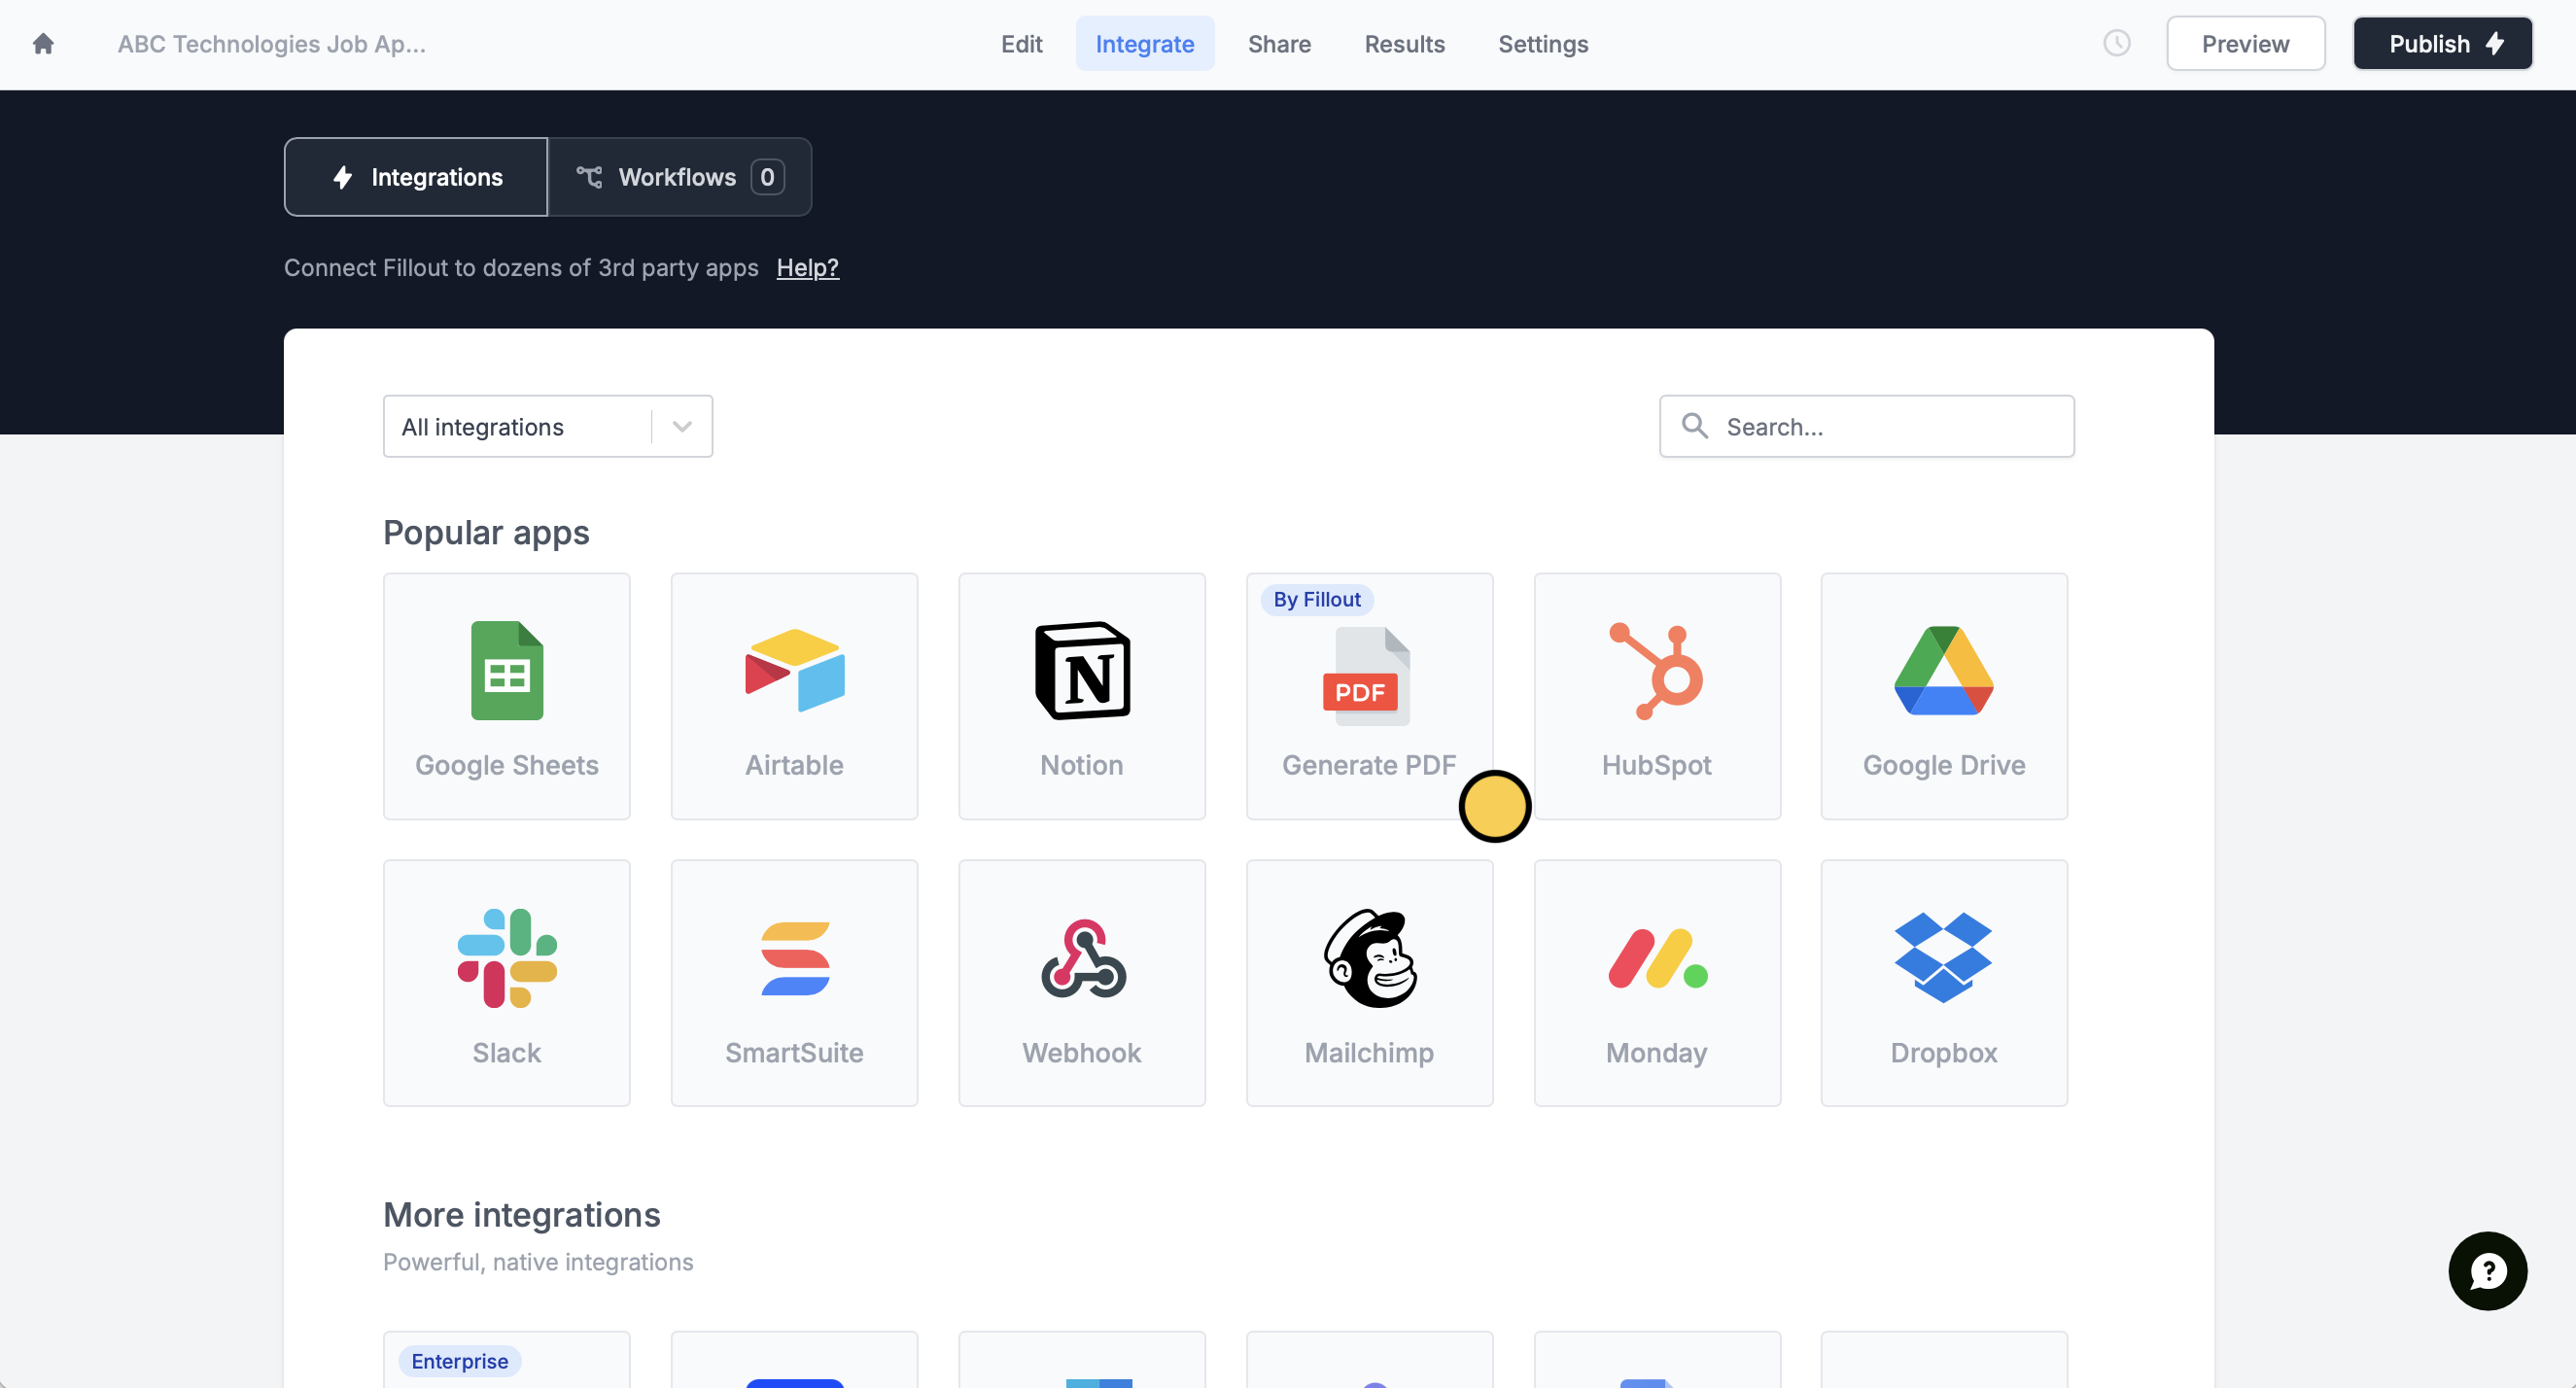 ABC Technologies Job Ap...
Edit
Integrate
Share
Results
Settings
Preview
Publish
Integrations
Workflows 0
Connect Fillout to dozens of 3rd party apps Help?
All integrations
Search...
Popular apps
Google Sheets
Airtable
Notion
By Fillout
PDF
Generate PDF
HubSpot
Google Drive
Slack
SmartSuite
Webhook
Mailchimp
Monday
Dropbox
More integrations
Powerful, native integrations
Enterprise